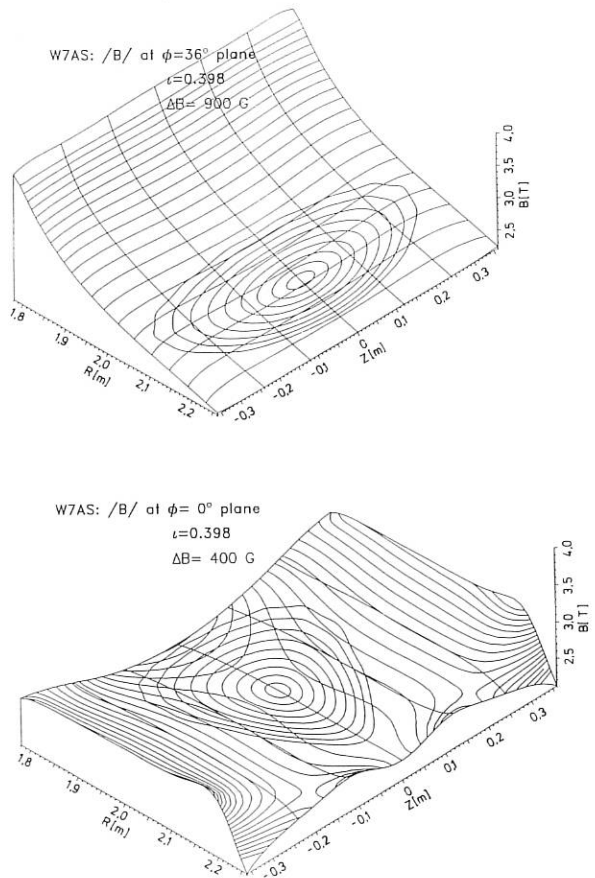 W7AS: /B/ at ϕ=36° plane
ι=0.398
ΔB= 900 G
4.0
3.5
3.0
2.5
B[T]
1.8
1.9
2.0
2.1
2.2
R[m]
-0.3
-0.2
-0.1
0
0.1
0.2
0.3
Z[m]
W7AS: /B/ at ϕ= 0° plane
ι=0.398
ΔB= 400 G
4.0
3.5
3.0
2.5
B[T]
1.8
1.9
2.0
2.1
2.2
R[m]
-0.3
-0.2
-0.1
0
0.1
0.2
0.3
Z[m]